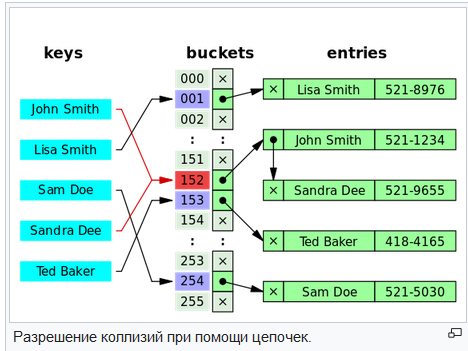 keys buckets entries
000 ×
001 × Lisa Smith 521-8976
John Smith 002 ×
: : × John Smith 521-1234
Lisa Smith
151 ×
Sam Doe 152 × Sandra Dee 521-9655
153
Sandra Dee 154 × × Ted Baker 418-4165
: :
Ted Baker 253 ×
254 × Sam Doe 521-5030
255 ×
Разрешение коллизий при помощи цепочек.